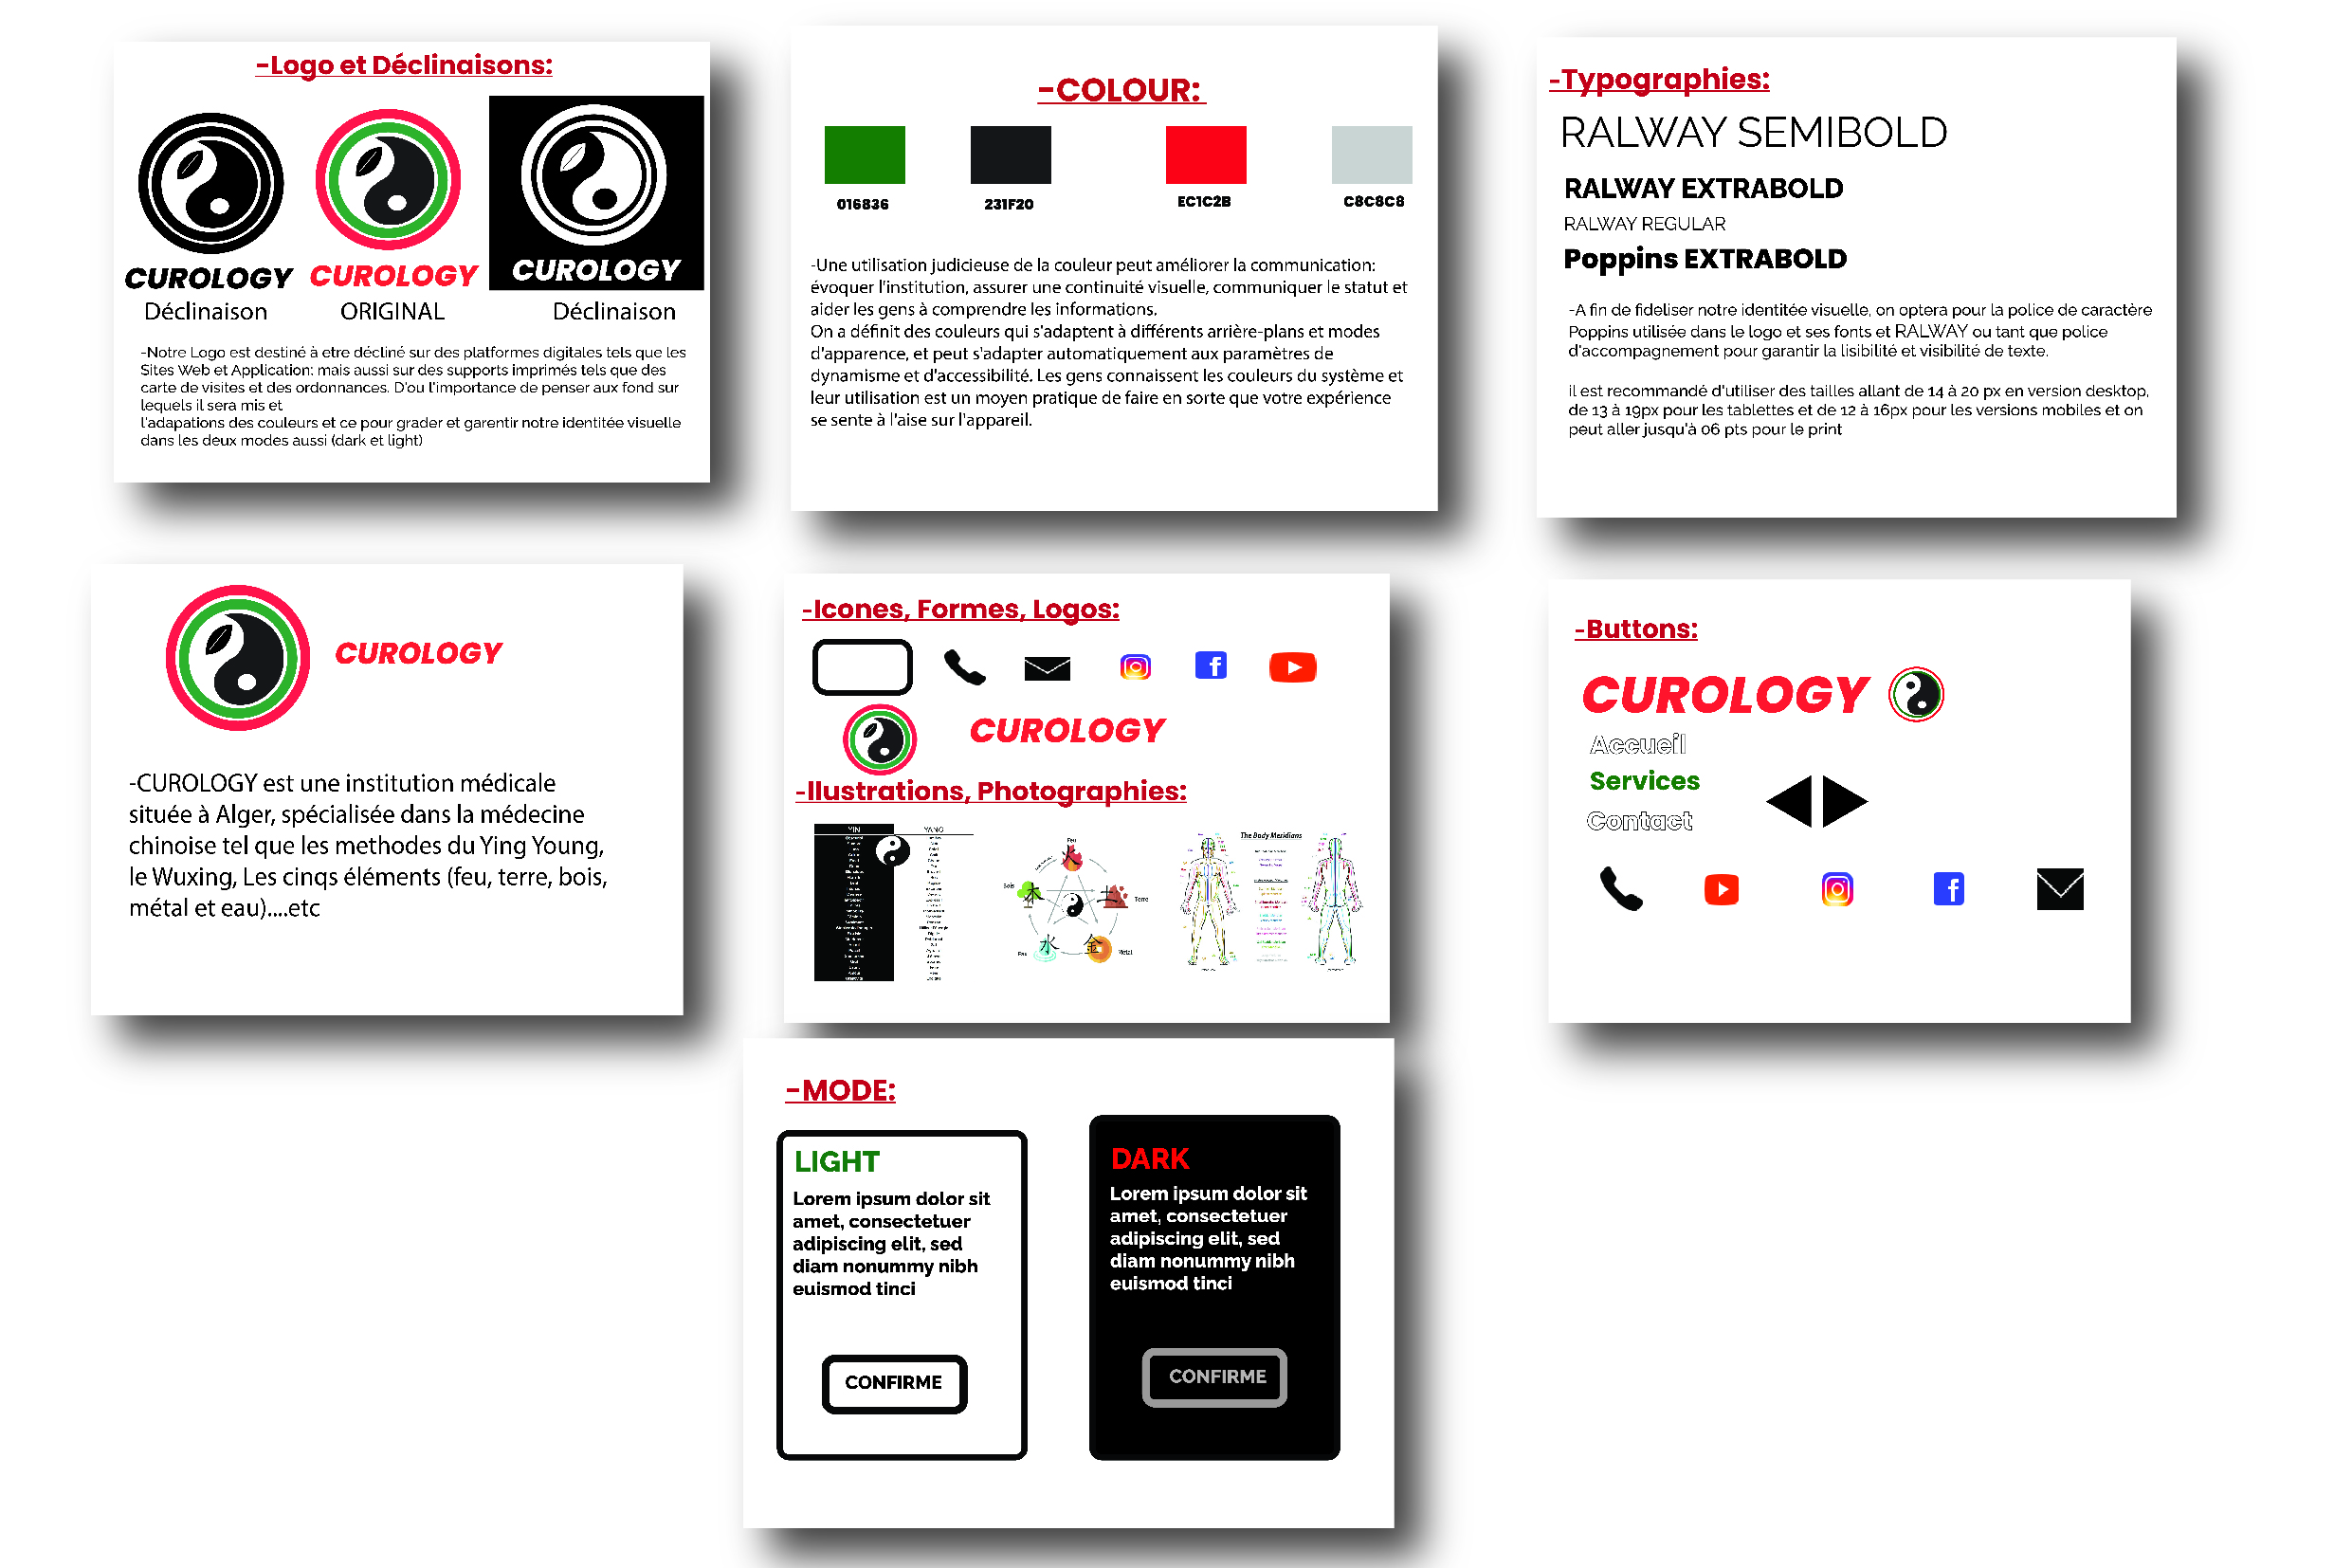 -Logo et Déclinaisons:
CUROLOGY
CUROLOGY
CUROLOGY
Déclinaison
ORIGINAL
Déclinaison
-Notre Logo est destiné à etre décliné sur des platformes digitales tels que les
Sites Web et Application: mais aussi sur des supports imprimés tels que des
carte de visites et des ordonnances. D'ou l'importance de penser aux fond sur
lequels il sera mis et
l'adapations des couleurs et ce pour grader et garentir notre identitée visuelle
dans les deux modes aussi (dark et light)
-COLOUR:
016836
231F20
EC1C2B
C8C8C8
-Une utilisation judicieuse de la couleur peut améliorer la communication:
évoquer l'institution, assurer une continuité visuelle, communiquer le statut et
aider les gens à comprendre les informations.
On a définit des couleurs qui s'adaptent à différents arrière-plans et modes
d'apparence, et peut s'adapter automatiquement aux paramètres de
dynamisme et d'accessibilité. Les gens connaissent les couleurs du système et
leur utilisation est un moyen pratique de faire en sorte que votre expérience
se sente à l'aise sur l'appareil.
-Typographies:
RALWAY SEMIBOLD
RALWAY EXTRABOLD
RALWAY REGULAR
Poppins EXTRABOLD
-A fin de fideliser notre identitée visuelle, on optera pour la police de caractère
Poppins utilisée dans le logo et ses fonts et RALWAY ou tant que police
d'accompagnement pour garantir la lisibilité et visibilité de texte.
il est recommandé d'utiliser des tailles allant de 14 à 20 px en version desktop,
de 13 à 19px pour les tablettes et de 12 à 16px pour les versions mobiles et on
peut aller jusqu'à 06 pts pour le print
CUROLOGY
-CUROLOGY est une institution médicale
située à Alger, spécialisée dans la médecine
chinoise tel que les methodes du Ying Young,
le Wuxing, Les cinqs éléments (feu, terre, bois,
métal et eau)....etc
-Icones, Formes, Logos:
CUROLOGY
-Ilustrations, Photographies:
YIN
YANG
Feu
火
Bois
木
土
Terre
水
金
Métal
The Body Meridians
-Buttons:
CUROLOGY
Accueil
Services
Contact
-MODE:
LIGHT
Lorem ipsum dolor sit
amet, consectetuer
adipiscing elit, sed
diam nonummy nibh
euismod tinci
CONFIRME
DARK
Lorem ipsum dolor sit
amet, consectetuer
adipiscing elit, sed
diam nonummy nibh
euismod tinci
CONFIRME